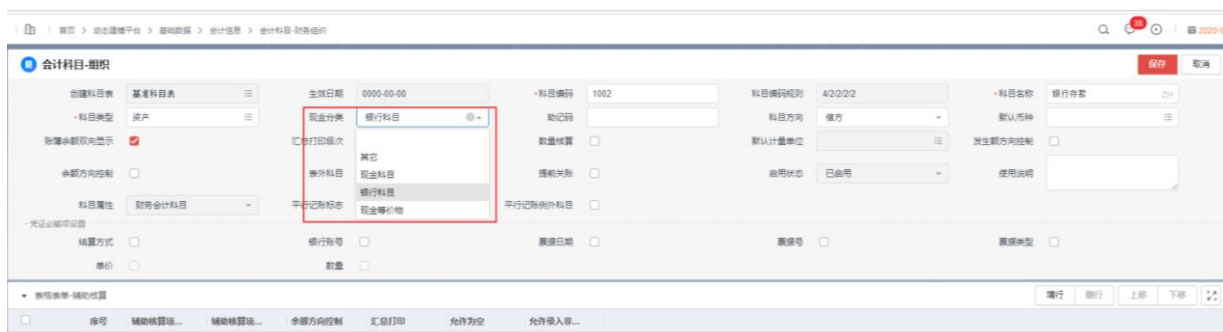 首页 > 动态建模平台 > 基础数据 > 会计信息 > 会计科目-财务组织 38 2020-0
会计科目-组织 保存 取消
创建科目表 基准科目表 生效日期 0000-00-00 *科目编码 1002 科目编码规则 4/2/2/2/2 *科目名称 银行存款 ZH
*科目类型 资产 现金分类 银行科目 助记码 科目方向 借方 默认币种
账簿余额双向显示 汇总打印级次 数量核算 默认计量单位 发生额方向控制
其它
余额方向控制 表外科目 现金科目 提前关账 启用状态 已启用 使用说明
银行科目
科目属性 财务会计科目 平行记账标志 现金等价物 平行记账例外科目
- 凭证必输项设置
结算方式 银行账号 票据日期 票据号 票据类型
单价 数量
表格表单-辅助核算 增行 删行 上移 下移
序号 辅助核算项... 辅助核算项... 余额方向控制 汇总打印 允许为空 允许录入非...